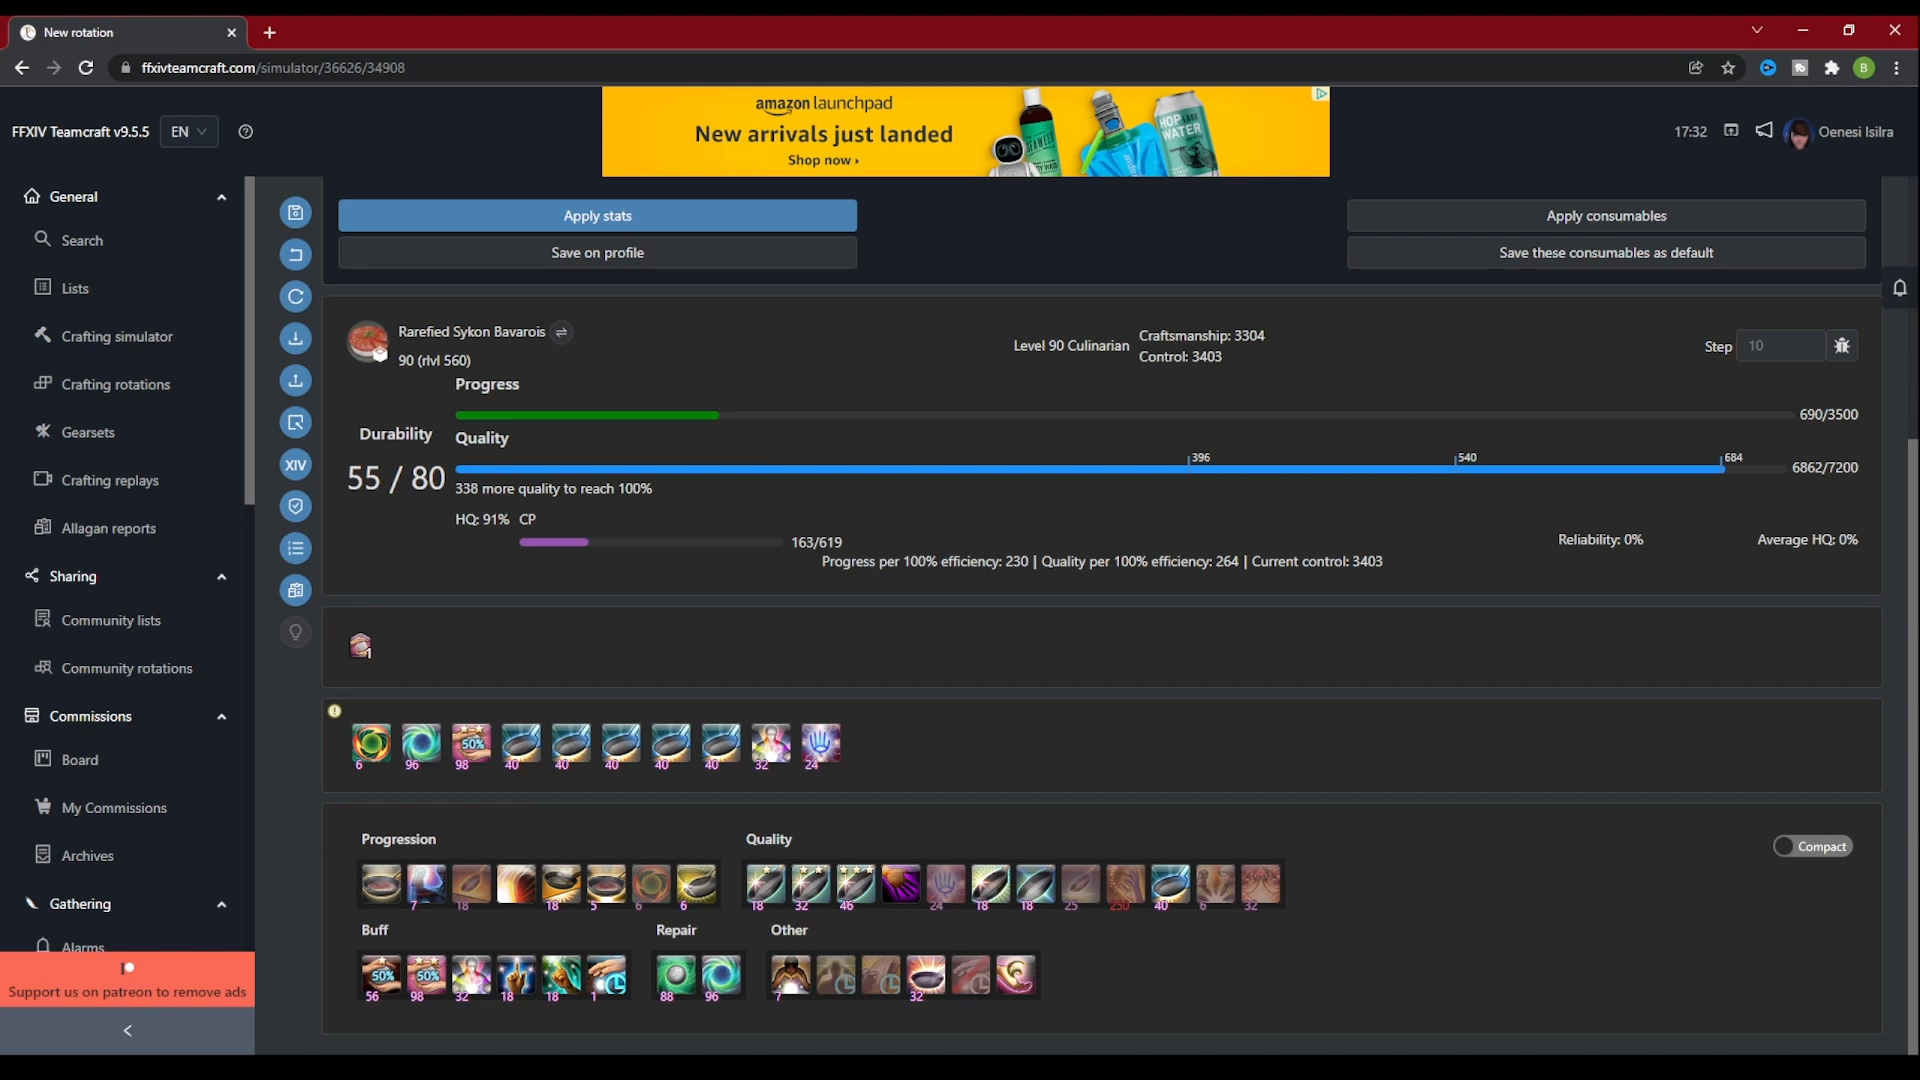 New rotation
ffxivteamcraft.com/simulator/36626/34908
B
FFXIV Teamcraft v9.5.5
EN
amazon launchpad
New arrivals just landed
Shop now ›
HOP
WATER
17:32
Oenesi Isilra
General
Search
Lists
Crafting simulator
Crafting rotations
Gearsets
Crafting replays
Allagan reports
Sharing
Community lists
Community rotations
Commissions
Board
My Commissions
Archives
Gathering
Alarms
Support us on patreon to remove ads
XIV
Apply stats
Save on profile
Apply consumables
Save these consumables as default
Rarefied Sykon Bavarois
90 (rlvl 560)
Level 90 Culinarian
Craftsmanship: 3304
Control: 3403
Step 10
Progress
690/3500
Durability
55 / 80
Quality
396 540 684
6862/7200
338 more quality to reach 100%
HQ: 91% CP
163/619
Reliability: 0%
Average HQ: 0%
Progress per 100% efficiency: 230 | Quality per 100% efficiency: 264 | Current control: 3403
1
50%
6 96 98 40 40 40 40 40 32 24
Progression
7 18 18 5 6 6
Quality
18 32 46 24 18 18 25 250 40 6 32
Compact
Buff
50% 50%
56 98 32 18 18 1
Repair
88 96
Other
7 32